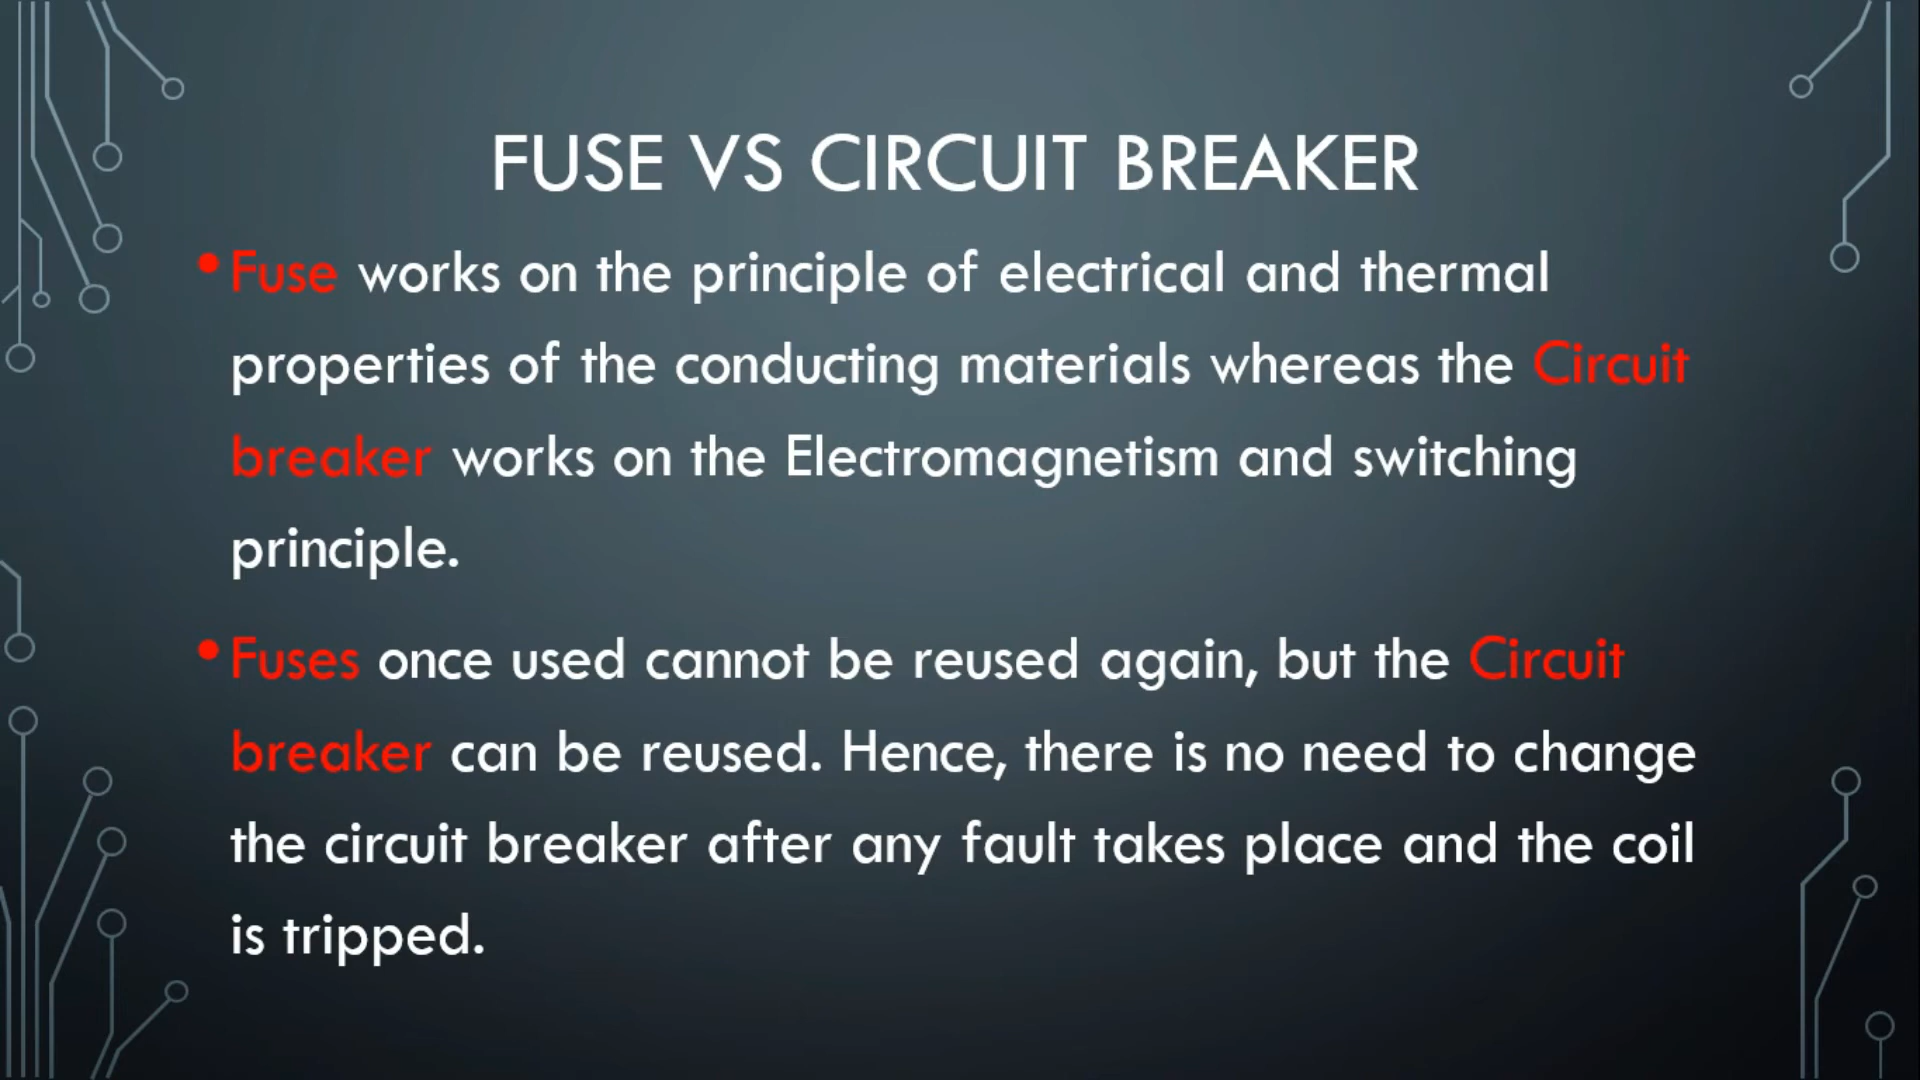 FUSE VS CIRCUIT BREAKER
• Fuse works on the principle of electrical and thermal
properties of the conducting materials whereas the Circuit
breaker works on the Electromagnetism and switching
principle.
• Fuses once used cannot be reused again, but the Circuit
breaker can be reused. Hence, there is no need to change
the circuit breaker after any fault takes place and the coil
is tripped.